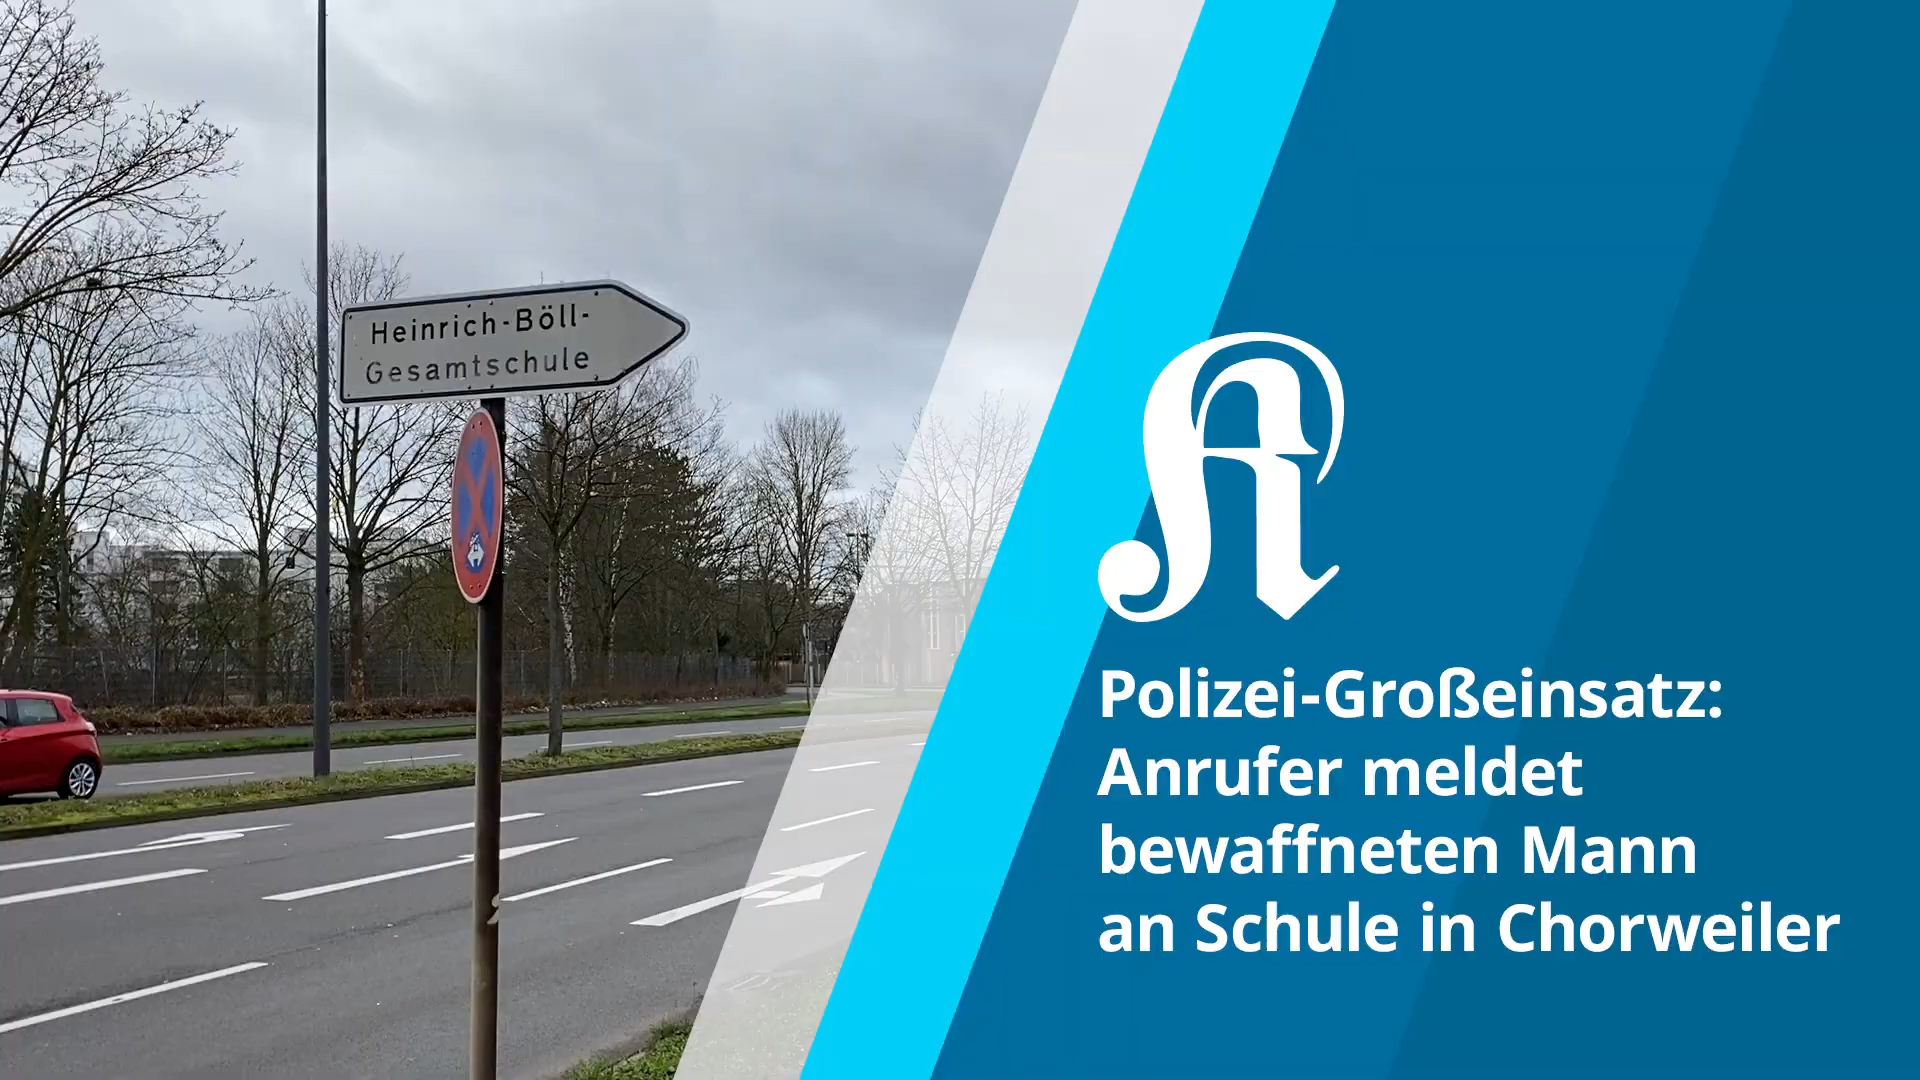 Heinrich-Böll-
Gesamtschule
Polizei-Großeinsatz:
Anrufer meldet
bewaffneten Mann
an Schule in Chorweiler